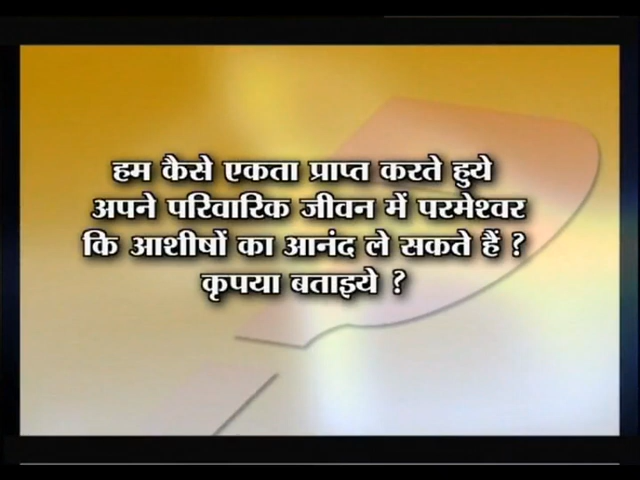 हम कैसे एकता प्राप्त करते हुये
अपने परिवारिक जीवन में परमेश्वर
कि आशीषों का आनंद ले सकते हैं ?
कृपया बताइये ?